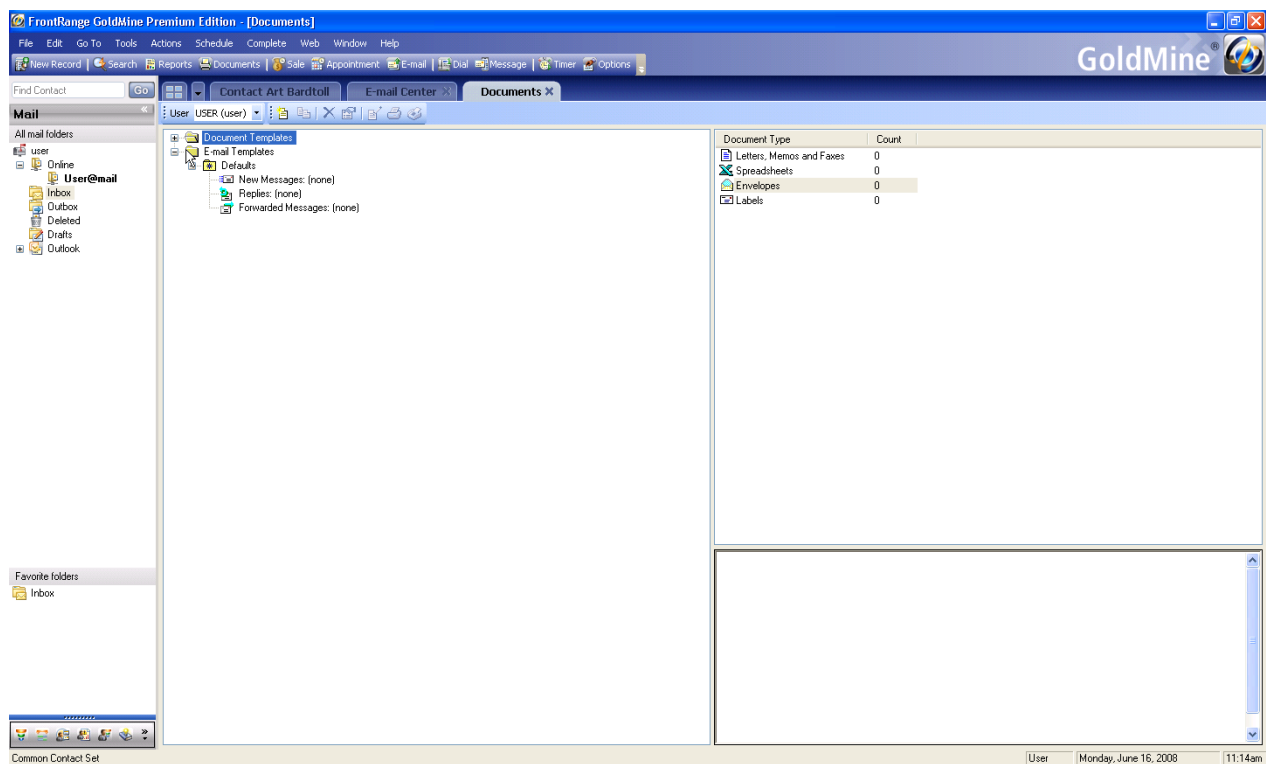 FrontRange GoldMine Premium Edition - [Documents]
File Edit Go To Tools Actions Schedule Complete Web Window Help
New Record Search Reports Documents Sale Appointment E-mail Dial Message Timer Options
GoldMine ®
Find Contact Go
Contact Art Bardtoll E-mail Center Documents
Mail
User USER (user)
All mail folders
user
Online
User@mail
Inbox
Outbox
Deleted
Drafts
Outlook
Document Templates
E-mail Templates
Defaults
New Messages: (none)
Replies: (none)
Forwarded Messages: (none)
Document Type Count
Letters, Memos and Faxes 0
Spreadsheets 0
Envelopes 0
Labels 0
Favorite folders
Inbox
Common Contact Set
User Monday, June 16, 2008 11:14am